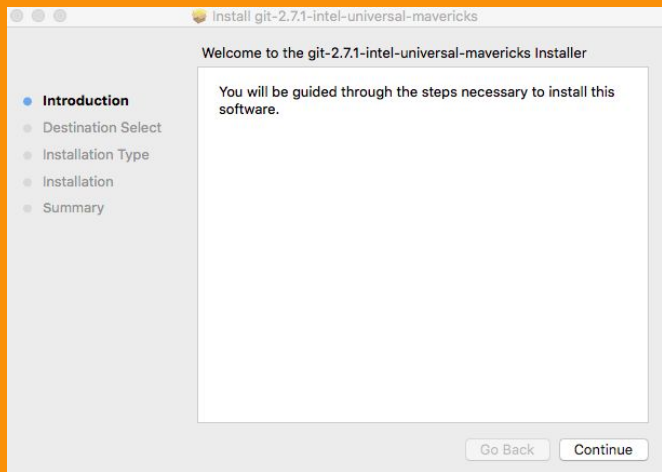 Install git-2.7.1-intel-universal-mavericks
Welcome to the git-2.7.1-intel-universal-mavericks Installer
Introduction
Destination Select
Installation Type
Installation
Summary
You will be guided through the steps necessary to install this
software.
Go Back
Continue